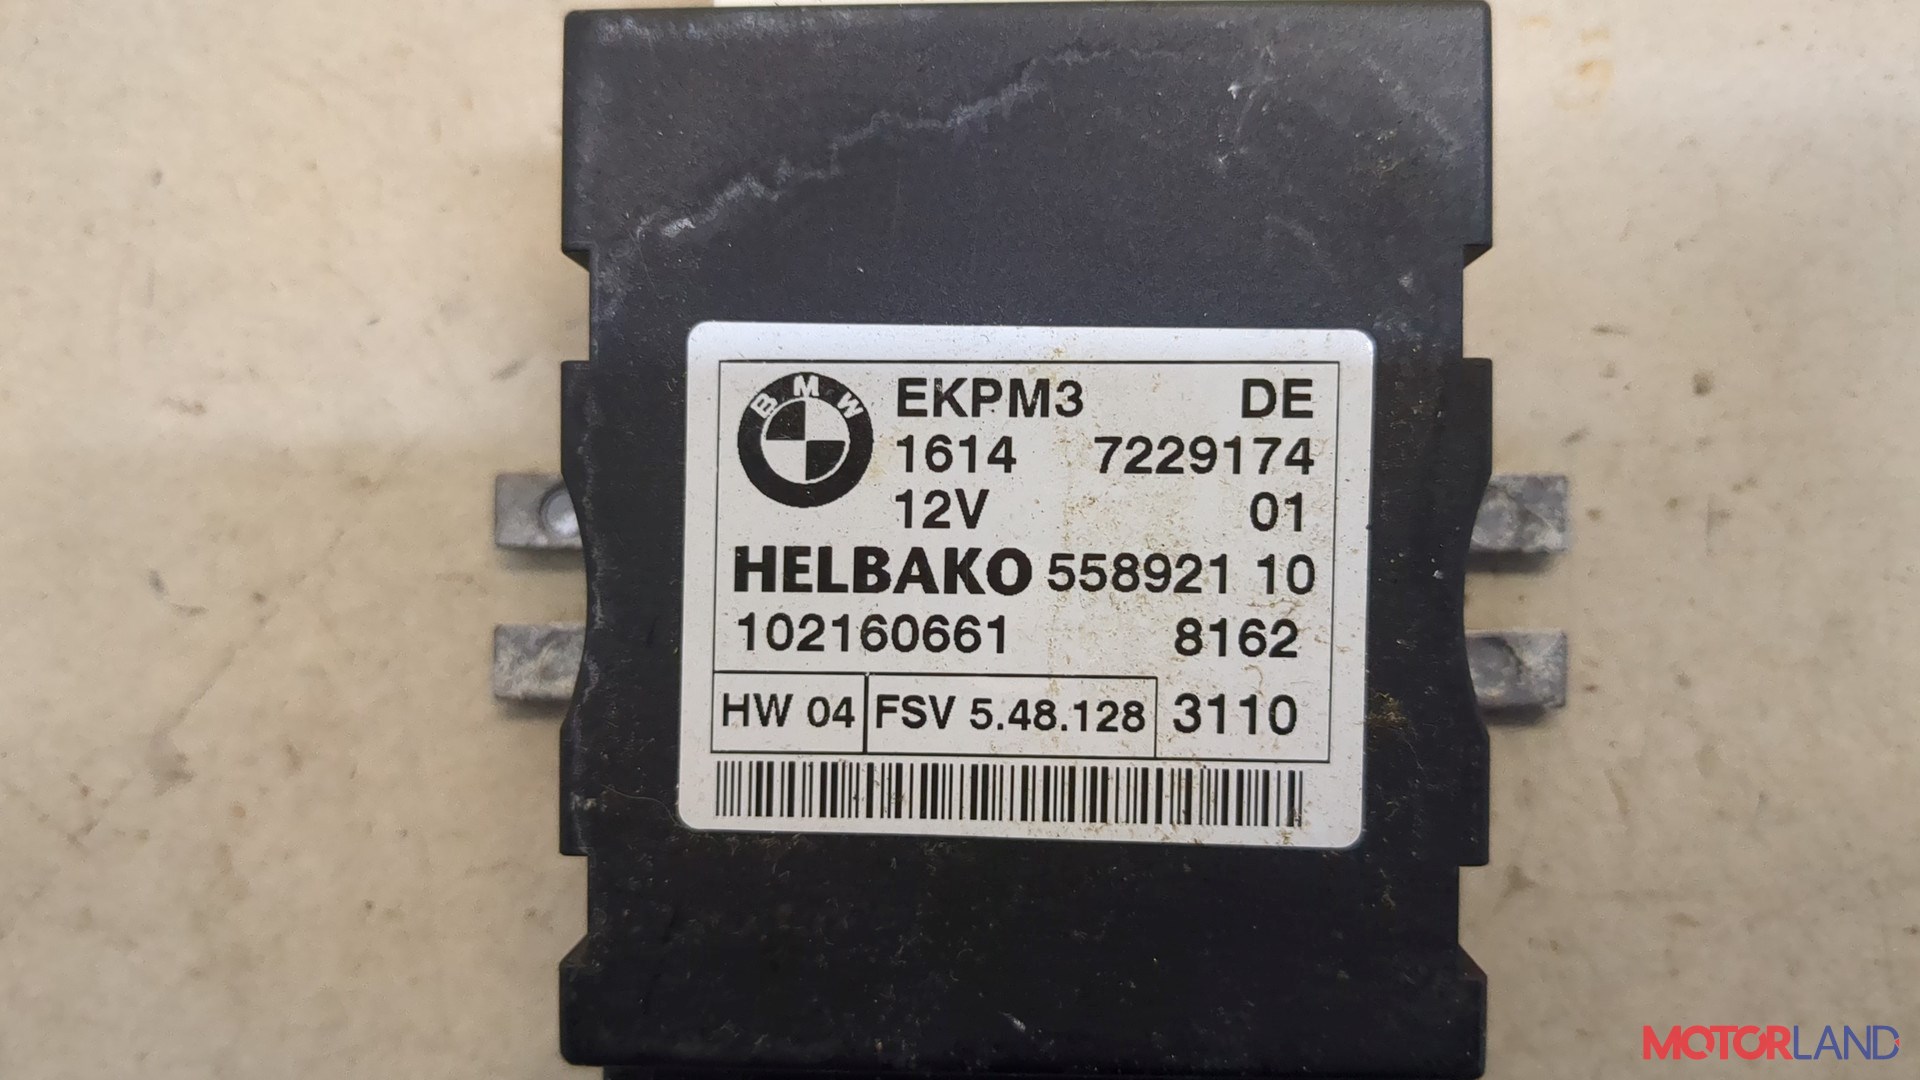 BMW
EKPM3 DE
1614 7229174
12V 01
HELBAKO 558921 10
102160661 8162
HW 04 FSV 5.48.128 3110
MOTORLAND